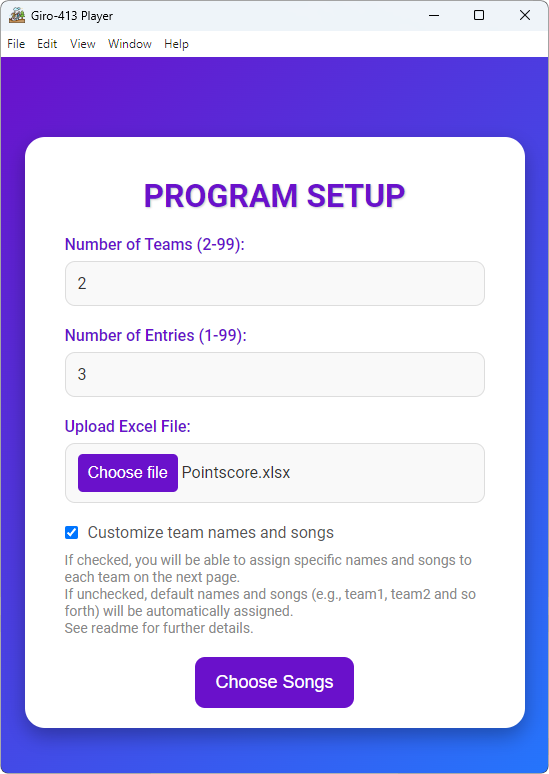 Giro-413 Player
File Edit View Window Help
PROGRAM SETUP
Number of Teams (2-99):
2
Number of Entries (1-99):
3
Upload Excel File:
Choose file Pointscore.xlsx
Customize team names and songs
If checked, you will be able to assign specific names and songs to
each team on the next page.
If unchecked, default names and songs (e.g., team1, team2 and so
forth) will be automatically assigned.
See readme for further details.
Choose Songs